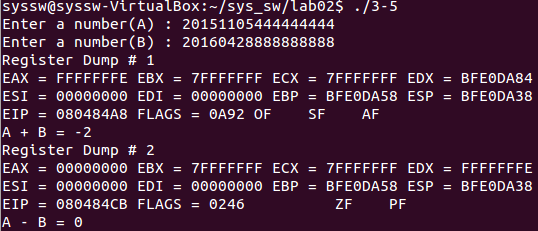 syssw@syssw-VirtualBox:~/sys_sw/lab02$ ./3-5
Enter a number(A) : 20151105444444444
Enter a number(B) : 20160428888888888
Register Dump # 1
EAX = FFFFFFFE EBX = 7FFFFFFF ECX = 7FFFFFFF EDX = BFE0DA84
ESI = 00000000 EDI = 00000000 EBP = BFE0DA58 ESP = BFE0DA38
EIP = 080484A8 FLAGS = 0A92 OF    SF    AF
A + B = -2
Register Dump # 2
EAX = 00000000 EBX = 7FFFFFFF ECX = 7FFFFFFF EDX = FFFFFFFE
ESI = 00000000 EDI = 00000000 EBP = BFE0DA58 ESP = BFE0DA38
EIP = 080484CB FLAGS = 0246          ZF    PF
A - B = 0